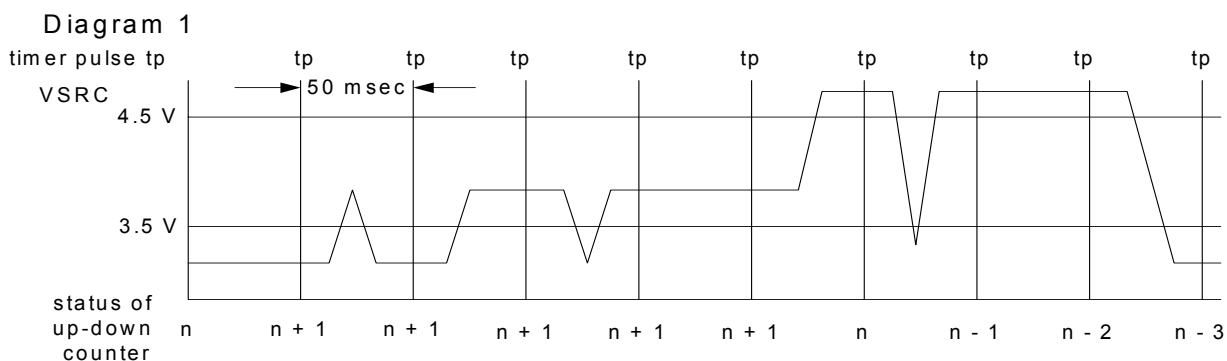 Diagram 1
timer pulse tp tp tp tp tp tp tp tp tp tp
50 msec
VSRC
4.5 V
3.5 V
status of
up-down
counter
n n + 1 n + 1 n + 1 n + 1 n + 1 n n - 1 n - 2 n - 3